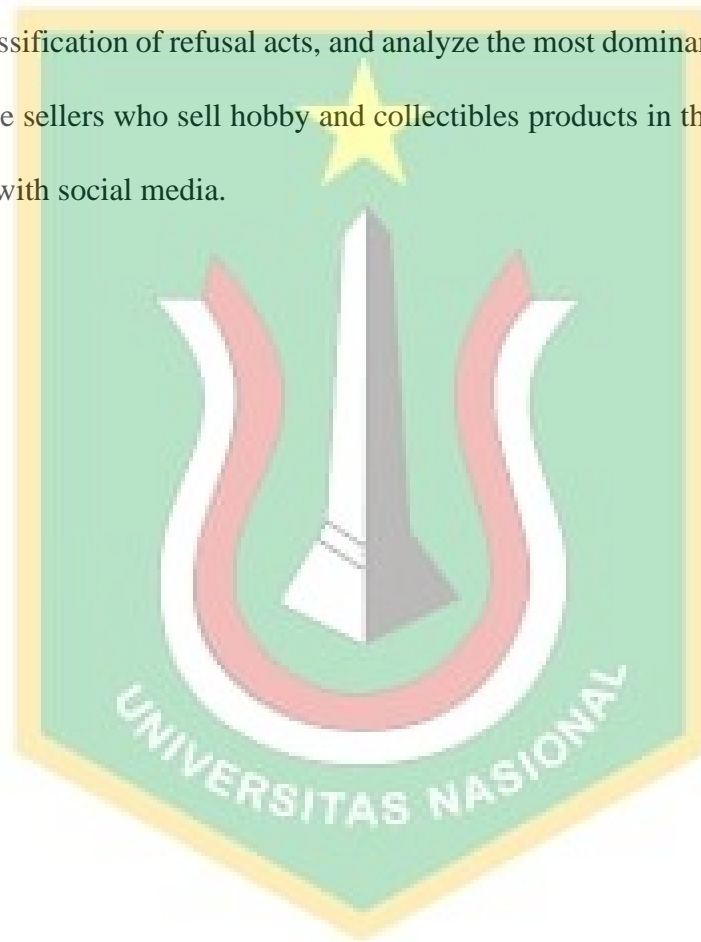 ssification of refusal acts, and analyze the most dominan
e sellers who sell hobby and collectibles products in th
with social media.
UNIVERSITAS NASIONAL